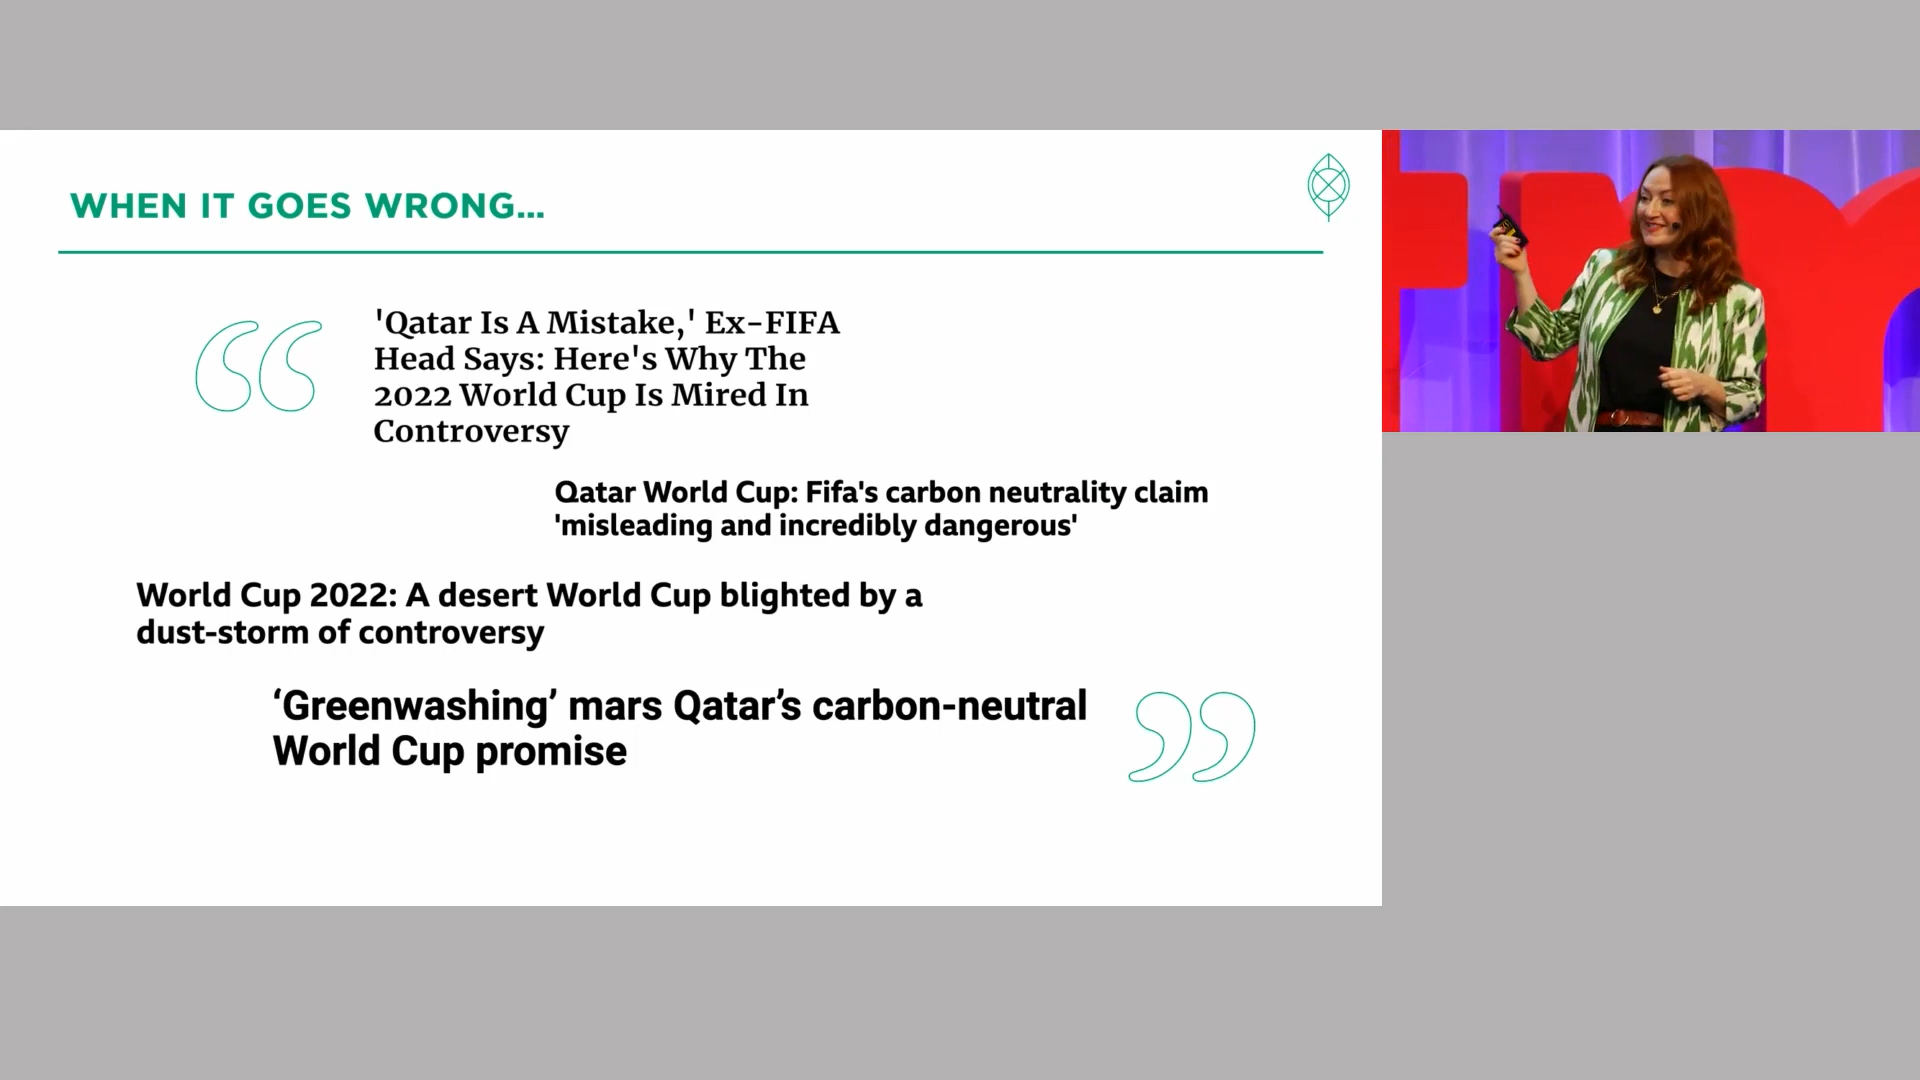 WHEN IT GOES WRONG...
'Qatar Is A Mistake,' Ex-FIFA
Head Says: Here's Why The
2022 World Cup Is Mired In
Controversy
Qatar World Cup: Fifa's carbon neutrality claim
'misleading and incredibly dangerous'
World Cup 2022: A desert World Cup blighted by a
dust-storm of controversy
‘Greenwashing’ mars Qatar’s carbon-neutral
World Cup promise